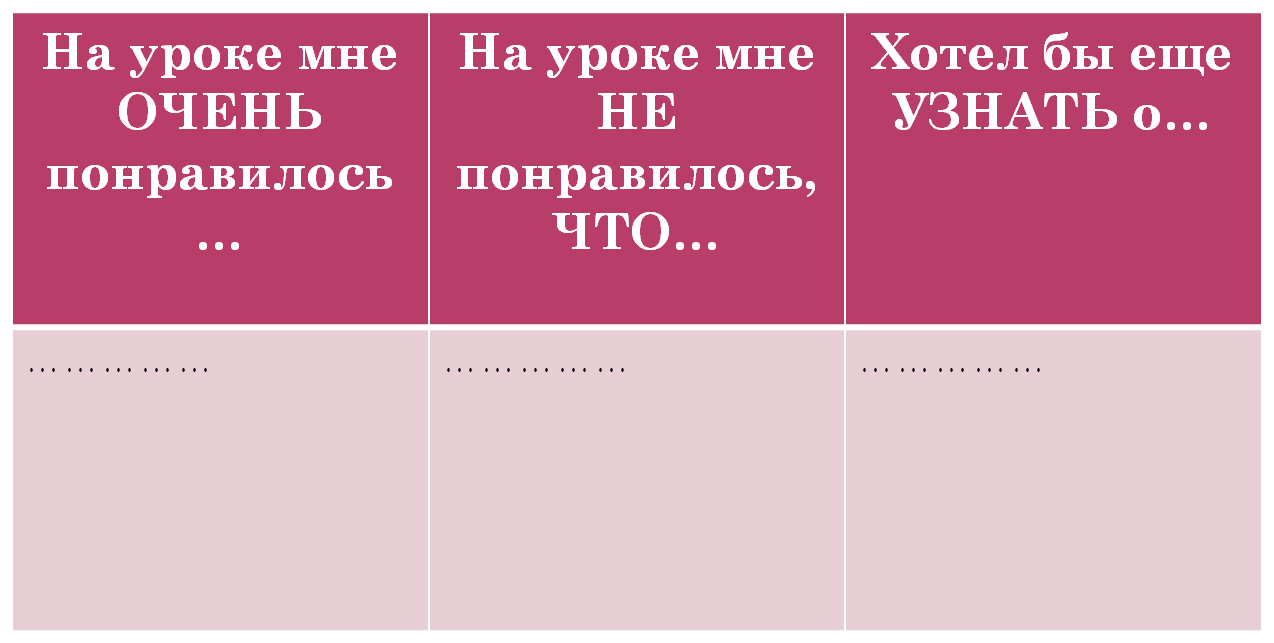 На уроке мне
ОЧЕНЬ
понравилось
...
На уроке мне
НЕ
понравилось,
ЧТО...
Хотел бы еще
УЗНАТЬ о...
... ... ... ... ...
... ... ... ... ...
... ... ... ... ...